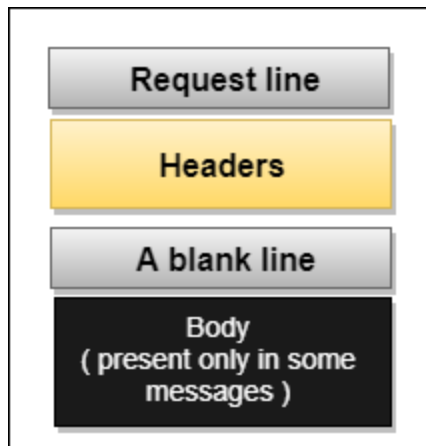 Request line
Headers
A blank line
Body
( present only in some
messages )